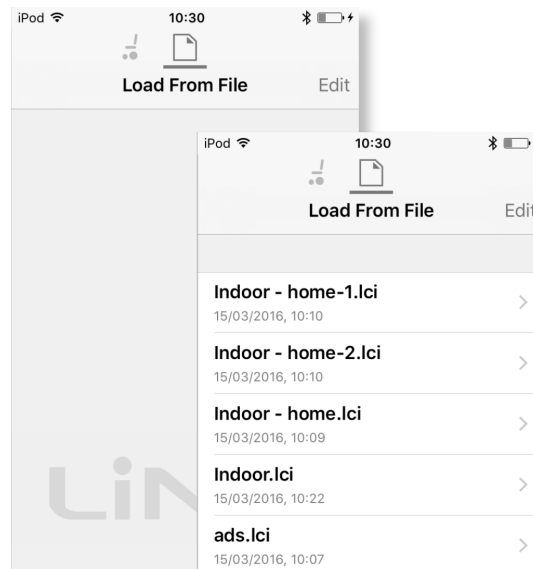 iPod 10:30
Load From File Edit
LiN
iPod 10:30
Load From File Edit
Indoor - home-1.lci
15/03/2016, 10:10
Indoor - home-2.lci
15/03/2016, 10:10
Indoor - home.lci
15/03/2016, 10:09
Indoor.lci
15/03/2016, 10:22
ads.lci
15/03/2016, 10:07